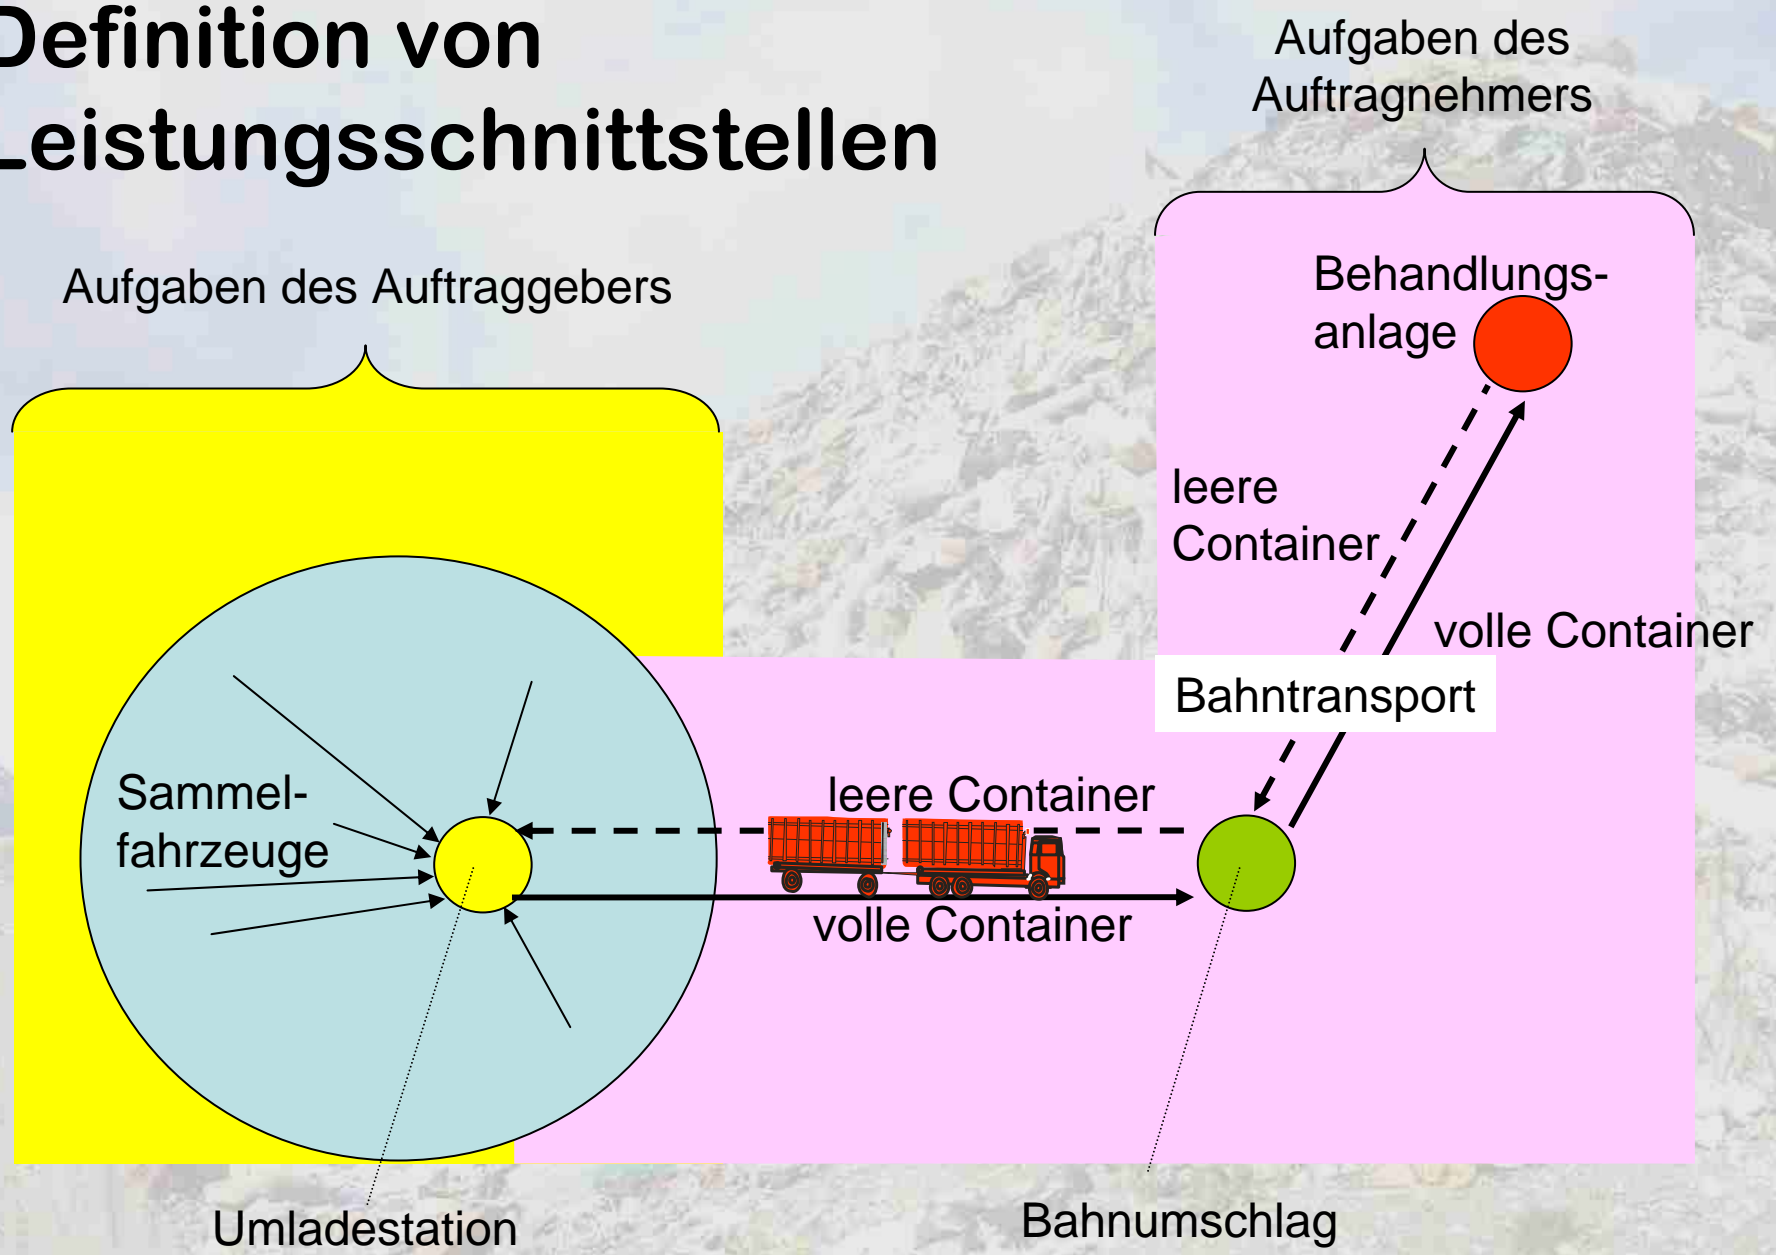 Definition von
Leistungsschnittstellen
Aufgaben des
Auftragnehmers
Aufgaben des Auftraggebers
Behandlungs-
anlage
leere
Container
volle Container
Bahntransport
Sammel-
fahrzeuge
leere Container
volle Container
Umladestation
Bahnumschlag